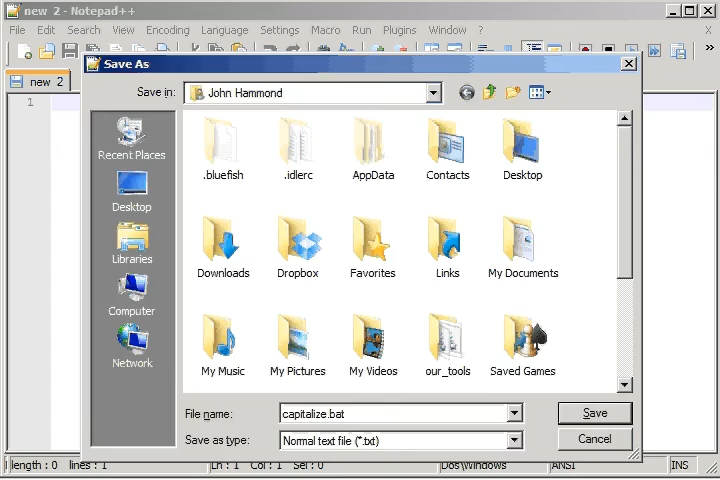 new 2 - Notepad++
File Edit Search View Encoding Language Settings Macro Run Plugins Window ? X
new 2
1
Save As
Save in: John Hammond
Recent Places
Desktop
Libraries
Computer
Network
.bluefish .idlerc AppData Contacts Desktop
Downloads Dropbox Favorites Links My Documents
My Music My Pictures My Videos our_tools Saved Games
File name: capitalize.bat Save
Save as type: Normal text file (*.txt) Cancel
length : 0 lines : 1 Ln : 1 Col : 1 Sel : 0 Dos\Windows ANSI INS